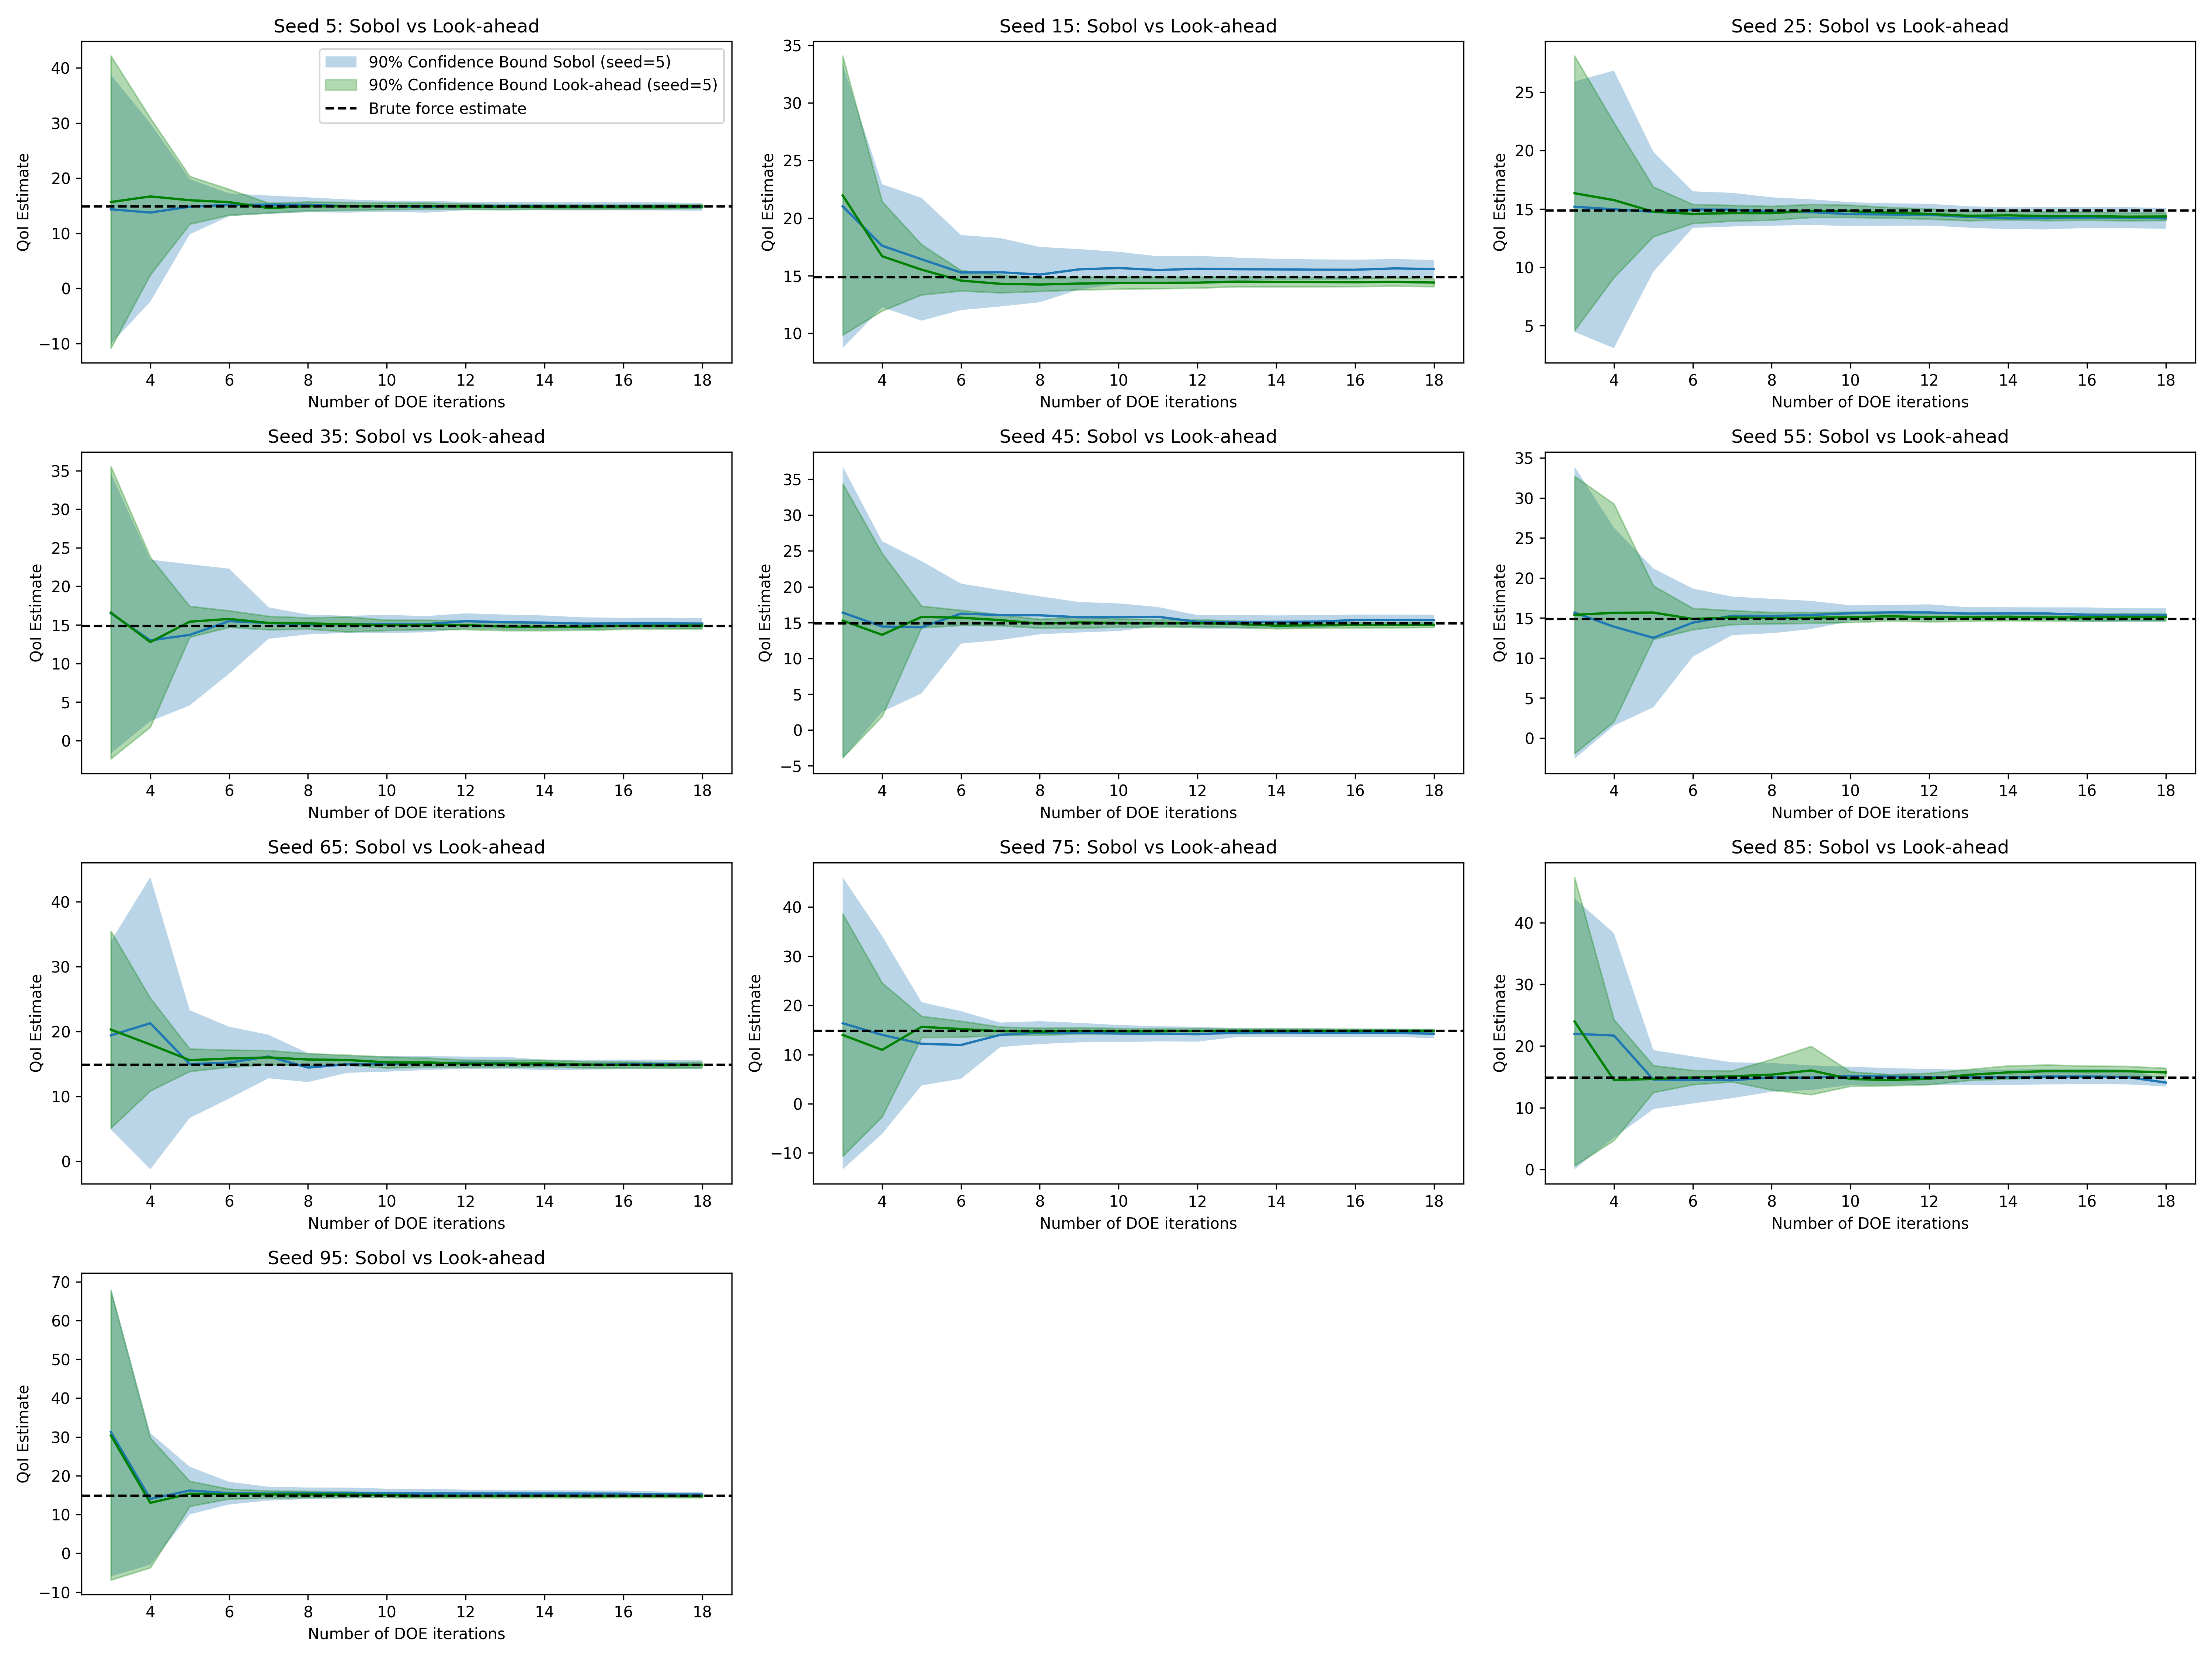 Seed 5: Sobol vs Look-ahead
QoI Estimate
40
30
20
10
0
−10
90% Confidence Bound Sobol (seed=5)
90% Confidence Bound Look-ahead (seed=5)
Brute force estimate
4 6 8 10 12 14 16 18
Number of DOE iterations
Seed 15: Sobol vs Look-ahead
QoI Estimate
35
30
25
20
15
10
4 6 8 10 12 14 16 18
Number of DOE iterations
Seed 25: Sobol vs Look-ahead
QoI Estimate
25
20
15
10
5
4 6 8 10 12 14 16 18
Number of DOE iterations
Seed 35: Sobol vs Look-ahead
QoI Estimate
35
30
25
20
15
10
5
0
4 6 8 10 12 14 16 18
Number of DOE iterations
Seed 45: Sobol vs Look-ahead
QoI Estimate
35
30
25
20
15
10
5
0
−5
4 6 8 10 12 14 16 18
Number of DOE iterations
Seed 55: Sobol vs Look-ahead
QoI Estimate
35
30
25
20
15
10
5
0
4 6 8 10 12 14 16 18
Number of DOE iterations
Seed 65: Sobol vs Look-ahead
QoI Estimate
40
30
20
10
0
4 6 8 10 12 14 16 18
Number of DOE iterations
Seed 75: Sobol vs Look-ahead
QoI Estimate
40
30
20
10
0
−10
4 6 8 10 12 14 16 18
Number of DOE iterations
Seed 85: Sobol vs Look-ahead
QoI Estimate
40
30
20
10
0
4 6 8 10 12 14 16 18
Number of DOE iterations
Seed 95: Sobol vs Look-ahead
QoI Estimate
70
60
50
40
30
20
10
0
−10
4 6 8 10 12 14 16 18
Number of DOE iterations